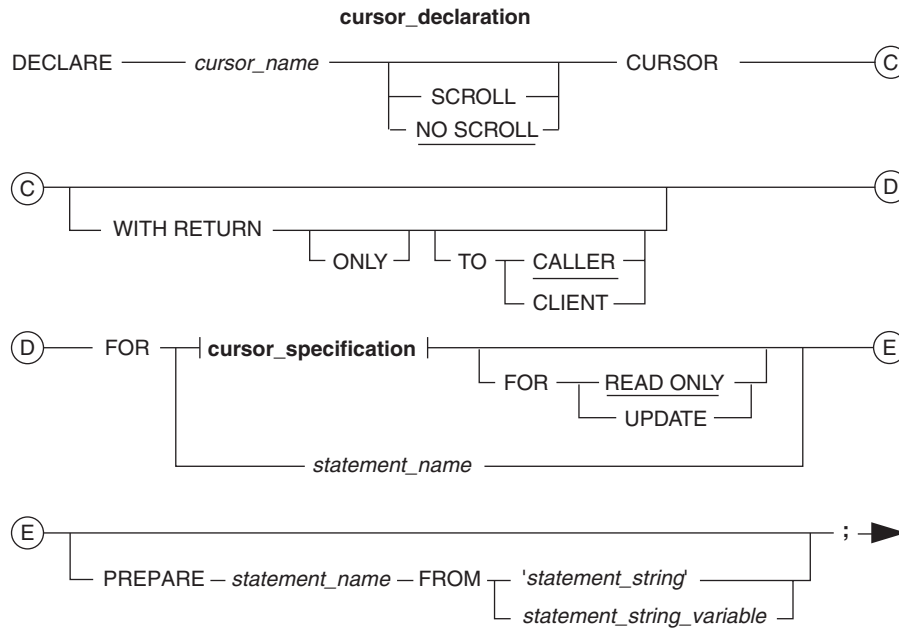 cursor_declaration
DECLARE cursor_name CURSOR C
SCROLL
NO SCROLL
C D
WITH RETURN
ONLY TO CALLER
CLIENT
D FOR cursor_specification E
FOR READ ONLY
UPDATE
statement_name
E ;
PREPARE statement_name FROM 'statement_string'
statement_string_variable